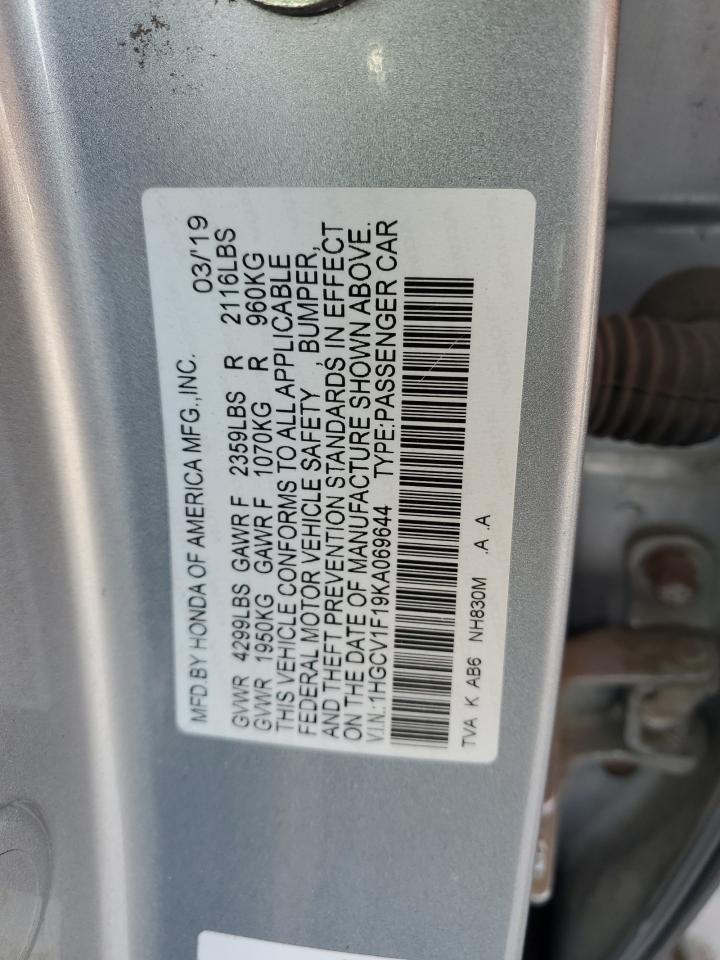 MFD.BY HONDA OF AMERICA MFG.,INC. 03/'19
GVWR 4299LBS GAWR F 2359LBS R 2116LBS
GVWR 1950KG GAWR F 1070KG R 960KG
THIS VEHICLE CONFORMS TO ALL APPLICABLE
FEDERAL MOTOR VEHICLE SAFETY , BUMPER,
AND THEFT PREVENTION STANDARDS, IN EFFECT
ON THE DATE OF MANUFACTURE SHOWN ABOVE.
V.I.N.:1HGCV1F19KA069644 TYPE:PASSENGER CAR
TVA K AB6 NH830M .A .A